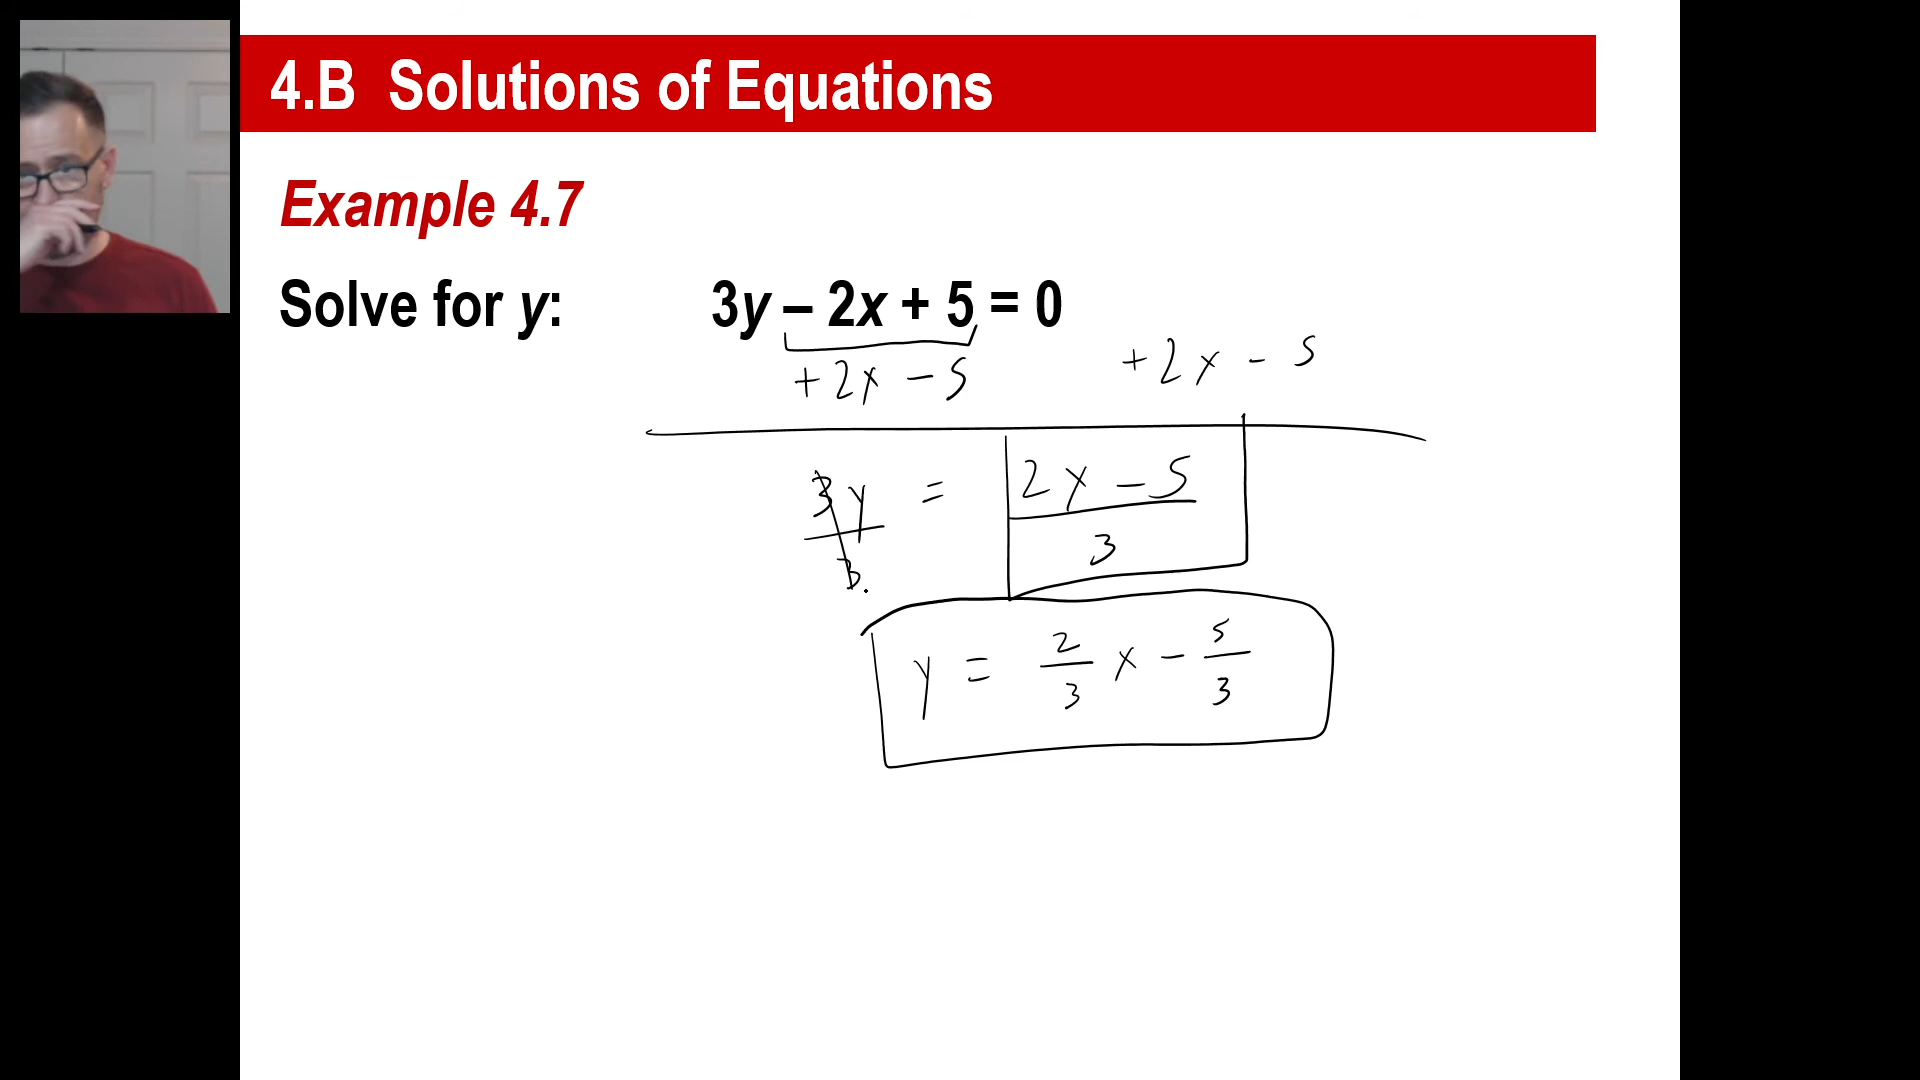 4.B Solutions of Equations
Example 4.7
Solve for y: 3y – 2x + 5 = 0
+2x – 5 +2x – 5
3y/3 = (2x – 5)/3
y = 2/3 x – 5/3